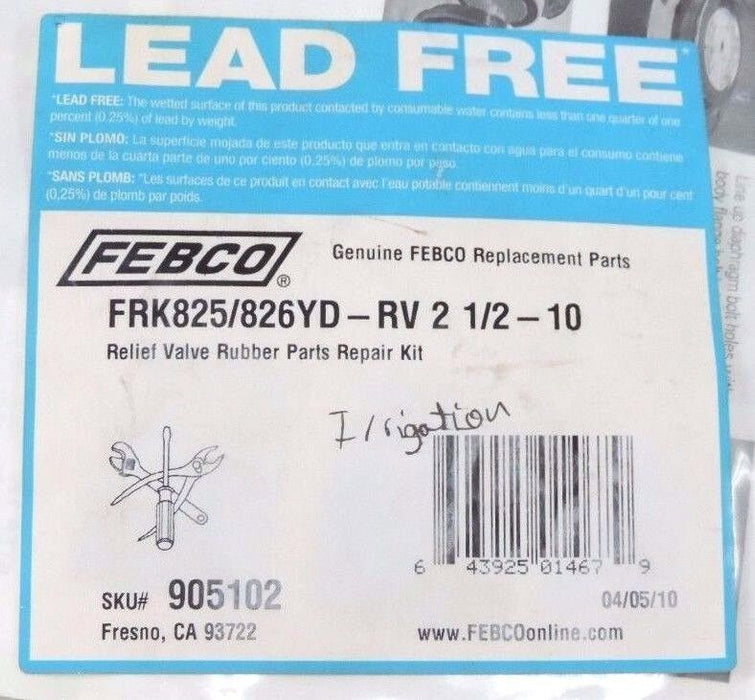 LEAD FREE*
*LEAD FREE: The wetted surface of this product contacted by consumable water contains less than one quarter of one
percent (0.25%) of lead by weight.
*SIN PLOMO: La superficie mojada de este producto que entra en contacto con agua para el consumo contiene
menos de la cuarta parte de uno por ciento (0.25%) de plomo por peso.
*SANS PLOMB: "Les surfaces de ce produit en contact avec l'eau potable contiennent moins d'un quart d'un pour cent
(0,25%) de plomb par poids.
FEBCO®
Genuine FEBCO Replacement Parts
FRK825/826YD – RV 2 1/2 – 10
Relief Valve Rubber Parts Repair Kit
Irrigation
6 43925 01467 9
SKU# 905102
04/05/10
Fresno, CA 93722
www.FEBCOonline.com